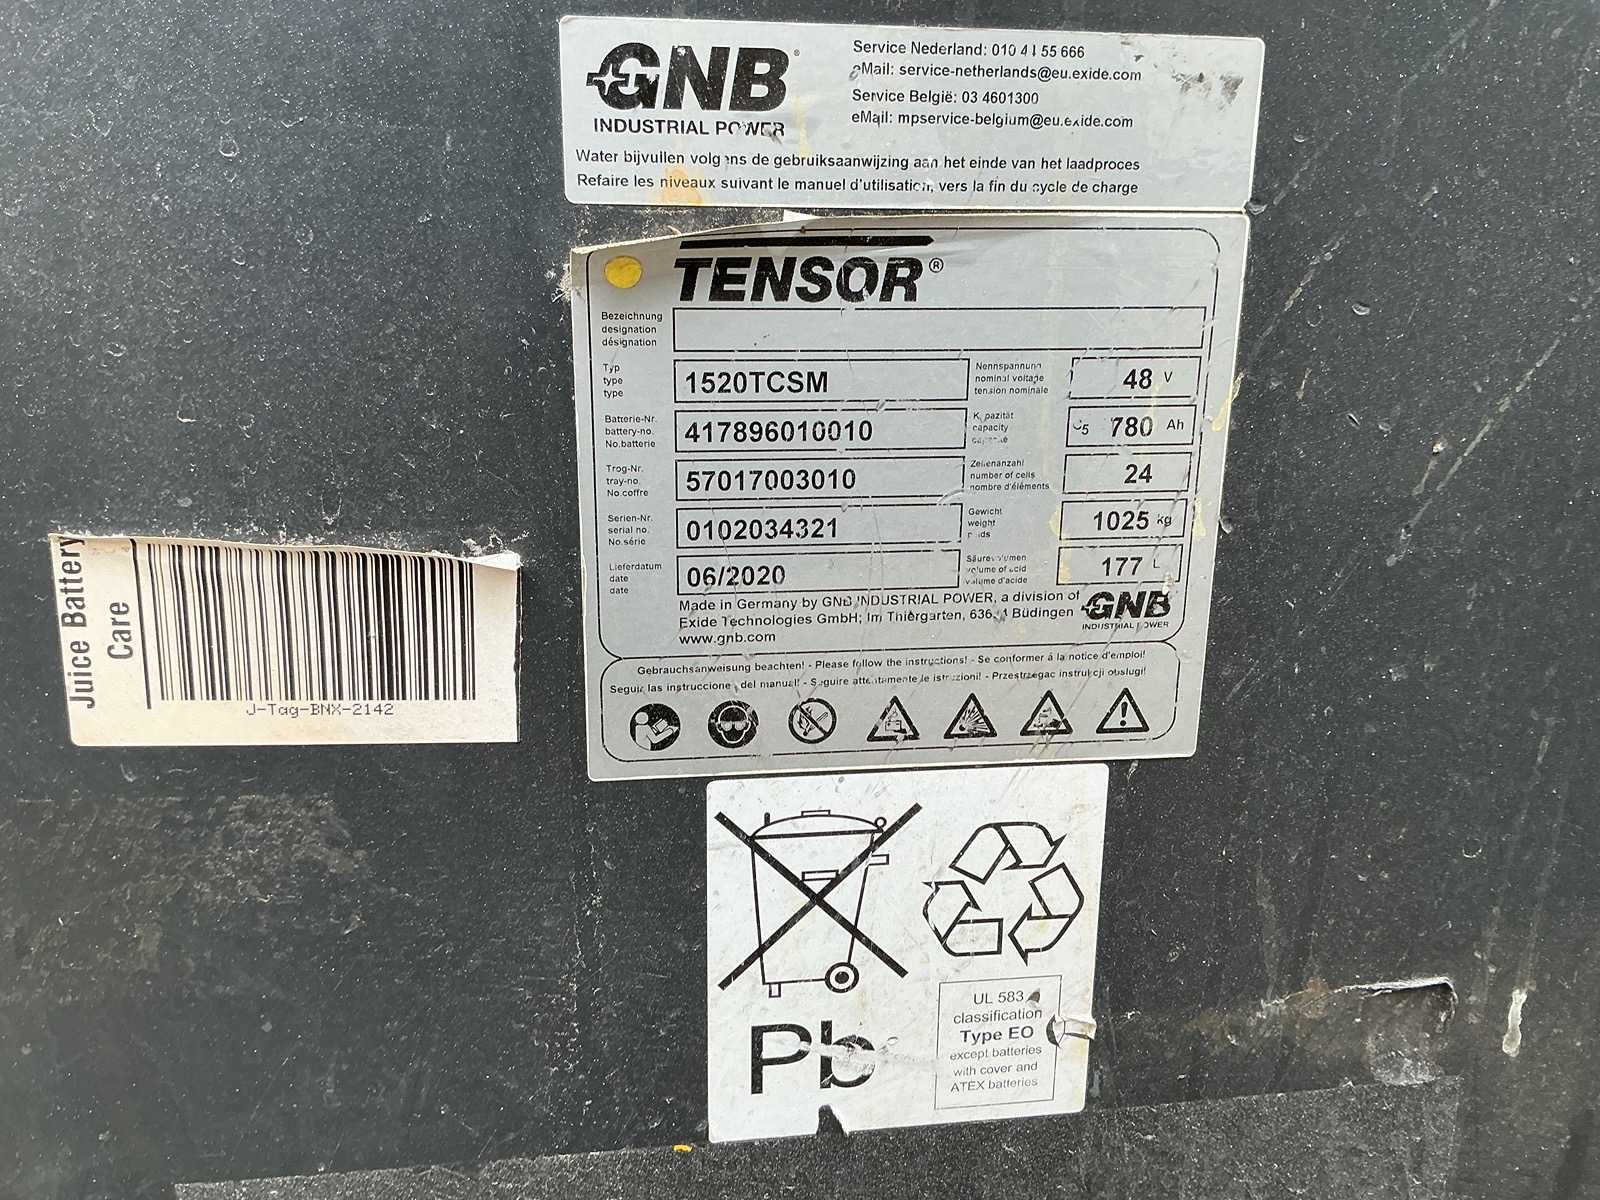 GNB®
INDUSTRIAL POWER
Service Nederland: 010 4155 666
eMail: service-netherlands@eu.exide.com
Service België: 03 4601300
eMail: mpservice-belgium@eu.exide.com
Water bijvullen volgens de gebruiksaanwijzing aan het einde van het laadproces
Refaire les niveaux suivant le manuel d'utilisation, vers la fin du cycle de charge
TENSOR®
Bezeichnung
designation
désignation
Typ
type
type
1520TCSM
Nennspannung
nominal voltage
tension nominale
48 V
Batterie-Nr.
battery-no.
No.batterie
417896010010
Kapazität
capacity
capacité
C5 780 Ah
Trog-Nr.
tray-no.
No.coffre
57017003010
Zellenanzahl
number of cells
nombre d'éléments
24
Serien-Nr.
serial no.
No.série
0102034321
Gewicht
weight
poids
1025 kg
Lieferdatum
date
date
06/2020
Säurevolumen
volume of acid
volume d'acide
177 L
Made in Germany by GNB INDUSTRIAL POWER, a division of
Exide Technologies GmbH; Im Thiergarten, 63654 Büdingen
www.gnb.com
GNB
INDUSTRIAL POWER
Gebrauchsanweisung beachten! - Please follow the instructions! - Se conformer à la notice d'emploi!
Seguir las instrucciones del manual! - Seguire attentamente le istruzioni! - Przestrzegac instrukcji obslugi!
Juice Battery
Care
J-Tag-BNX-2142
Pb
UL 583
classification
Type EO
except batteries
with cover and
ATEX batteries